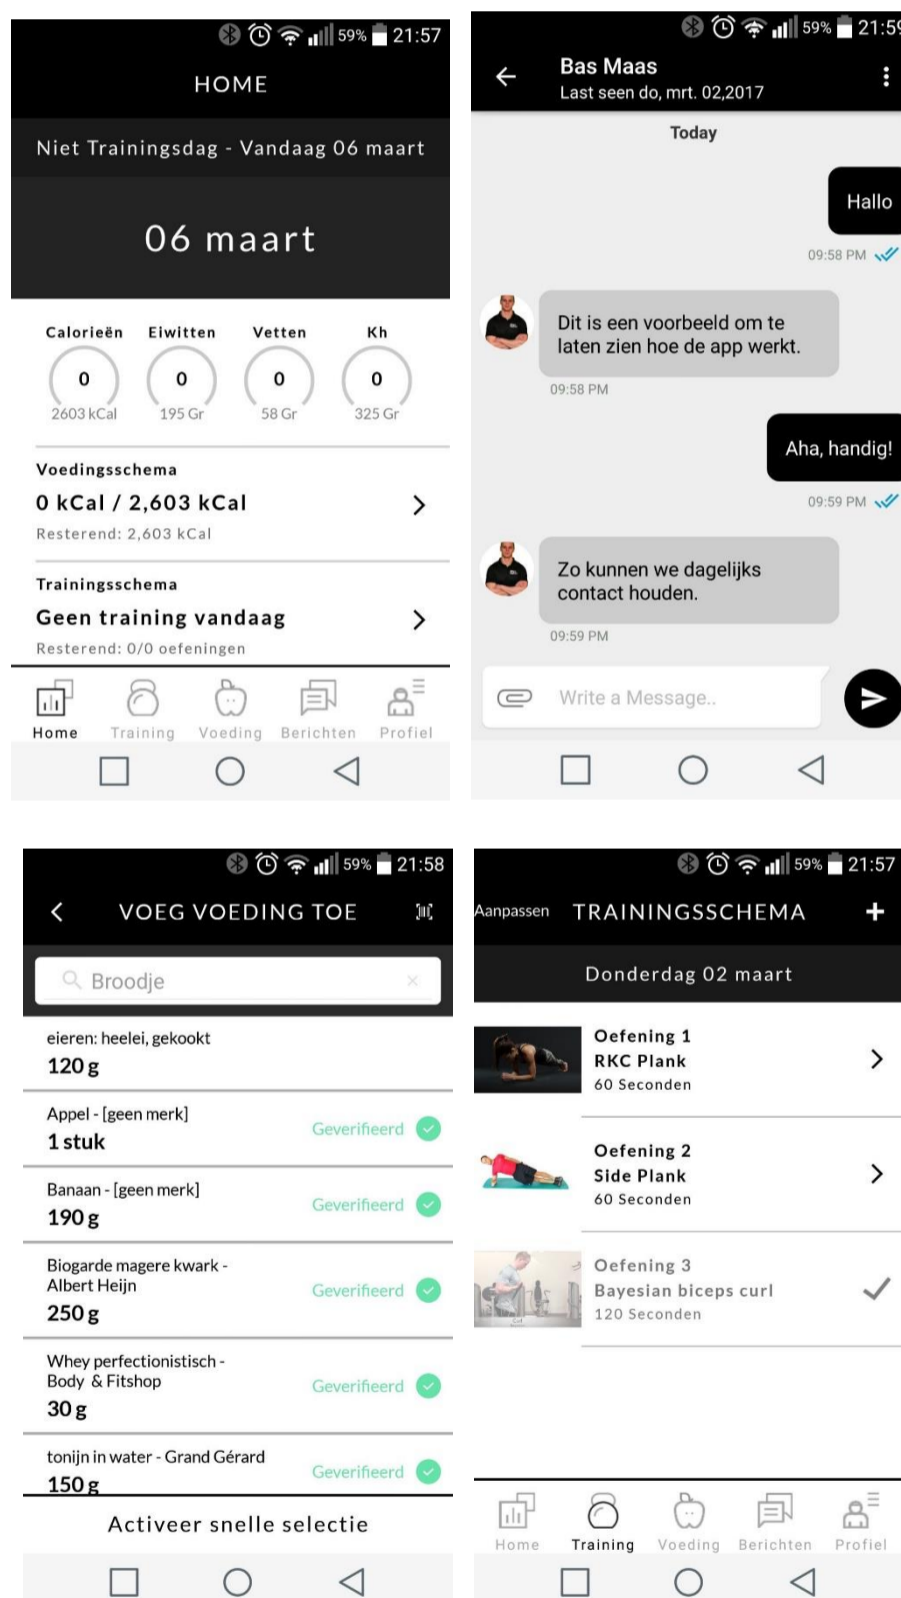 59% 21:57
HOME
Niet Trainingsdag - Vandaag 06 maart
06 maart
Calorieën Eiwitten Vetten Kh
0 0 0 0
2603 kCal 195 Gr 58 Gr 325 Gr
Voedingsschema
0 kCal / 2,603 kCal
Resterend: 2,603 kCal
Trainingsschema
Geen training vandaag
Resterend: 0/0 oefeningen
Home Training Voeding Berichten Profiel
59% 21:59
Bas Maas
Last seen do, mrt. 02,2017
Today
Hallo
09:58 PM
Dit is een voorbeeld om te
laten zien hoe de app werkt.
09:58 PM
Aha, handig!
09:59 PM
Zo kunnen we dagelijks
contact houden.
09:59 PM
Write a Message..
59% 21:58
VOEG VOEDING TOE
Broodje
eieren: heelei, gekookt
120 g
Appel - [geen merk]
1 stuk
Geverifieerd
Banaan - [geen merk]
190 g
Geverifieerd
Biogarde magere kwark -
Albert Heijn
250 g
Geverifieerd
Whey perfectionistisch -
Body & Fitshop
30 g
Geverifieerd
tonijn in water - Grand Gérard
150 g
Geverifieerd
Activeer snelle selectie
59% 21:57
Aanpassen TRAININGSSCHEMA +
Donderdag 02 maart
Oefening 1
RKC Plank
60 Seconden
Oefening 2
Side Plank
60 Seconden
Oefening 3
Bayesian biceps curl
120 Seconden
Home Training Voeding Berichten Profiel